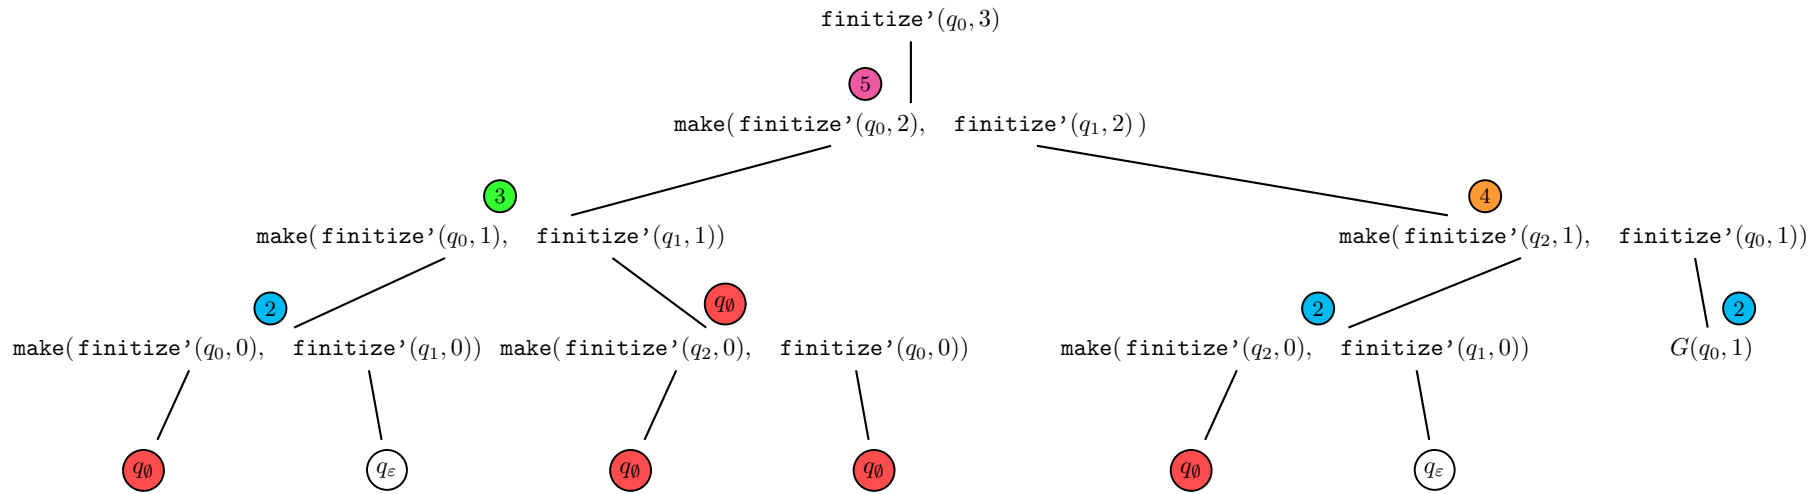 finitize'(q₀, 3)
5
make(finitize'(q₀, 2), finitize'(q₁, 2))
3 4
make(finitize'(q₀, 1), finitize'(q₁, 1)) make(finitize'(q₂, 1), finitize'(q₀, 1))
2 q∅ 2 2
make(finitize'(q₀, 0), finitize'(q₁, 0)) make(finitize'(q₂, 0), finitize'(q₀, 0)) make(finitize'(q₂, 0), finitize'(q₁, 0)) G(q₀, 1)
q∅ qε q∅ q∅ q∅ qε